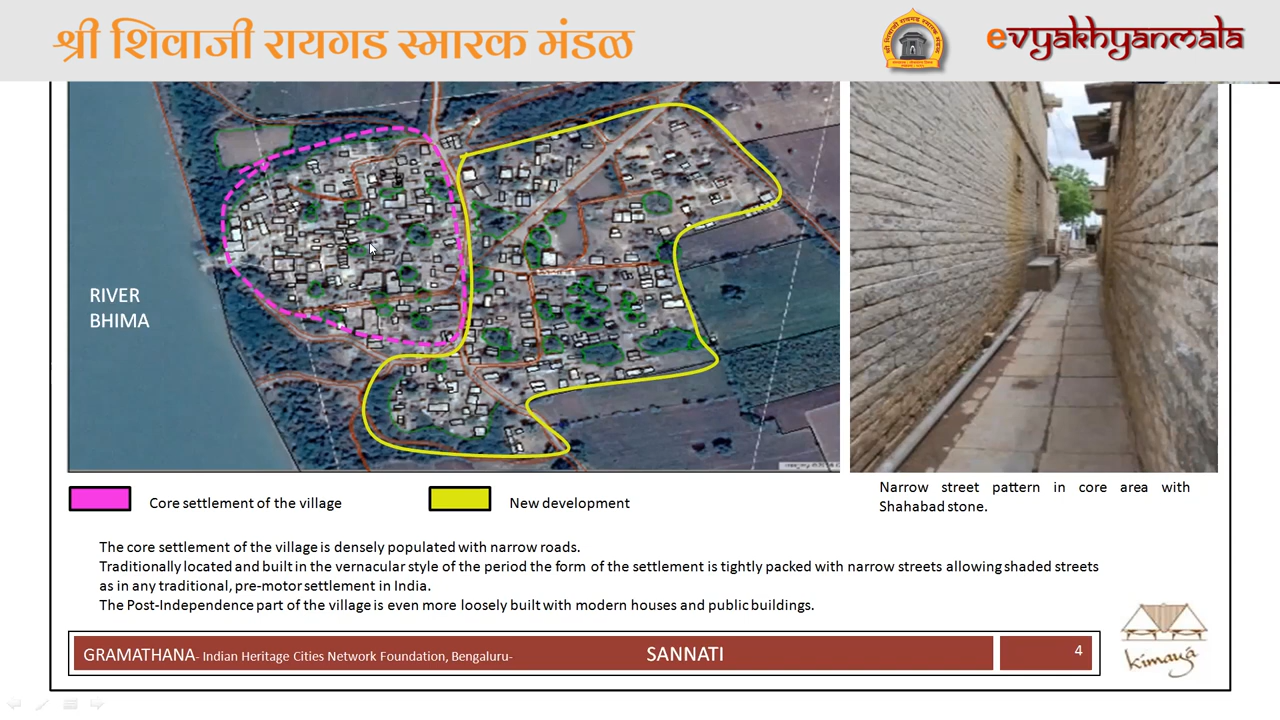 श्री शिवाजी रायगड स्मारक मंडळ
evyakhyanmala
RIVER
BHIMA
Core settlement of the village
New development
Narrow street pattern in core area with
Shahabad stone.
The core settlement of the village is densely populated with narrow roads.
Traditionally located and built in the vernacular style of the period the form of the settlement is tightly packed with narrow streets allowing shaded streets
as in any traditional, pre-motor settlement in India.
The Post-Independence part of the village is even more loosely built with modern houses and public buildings.
GRAMATHANA- Indian Heritage Cities Network Foundation, Bengaluru-
SANNATI
4
kimaya